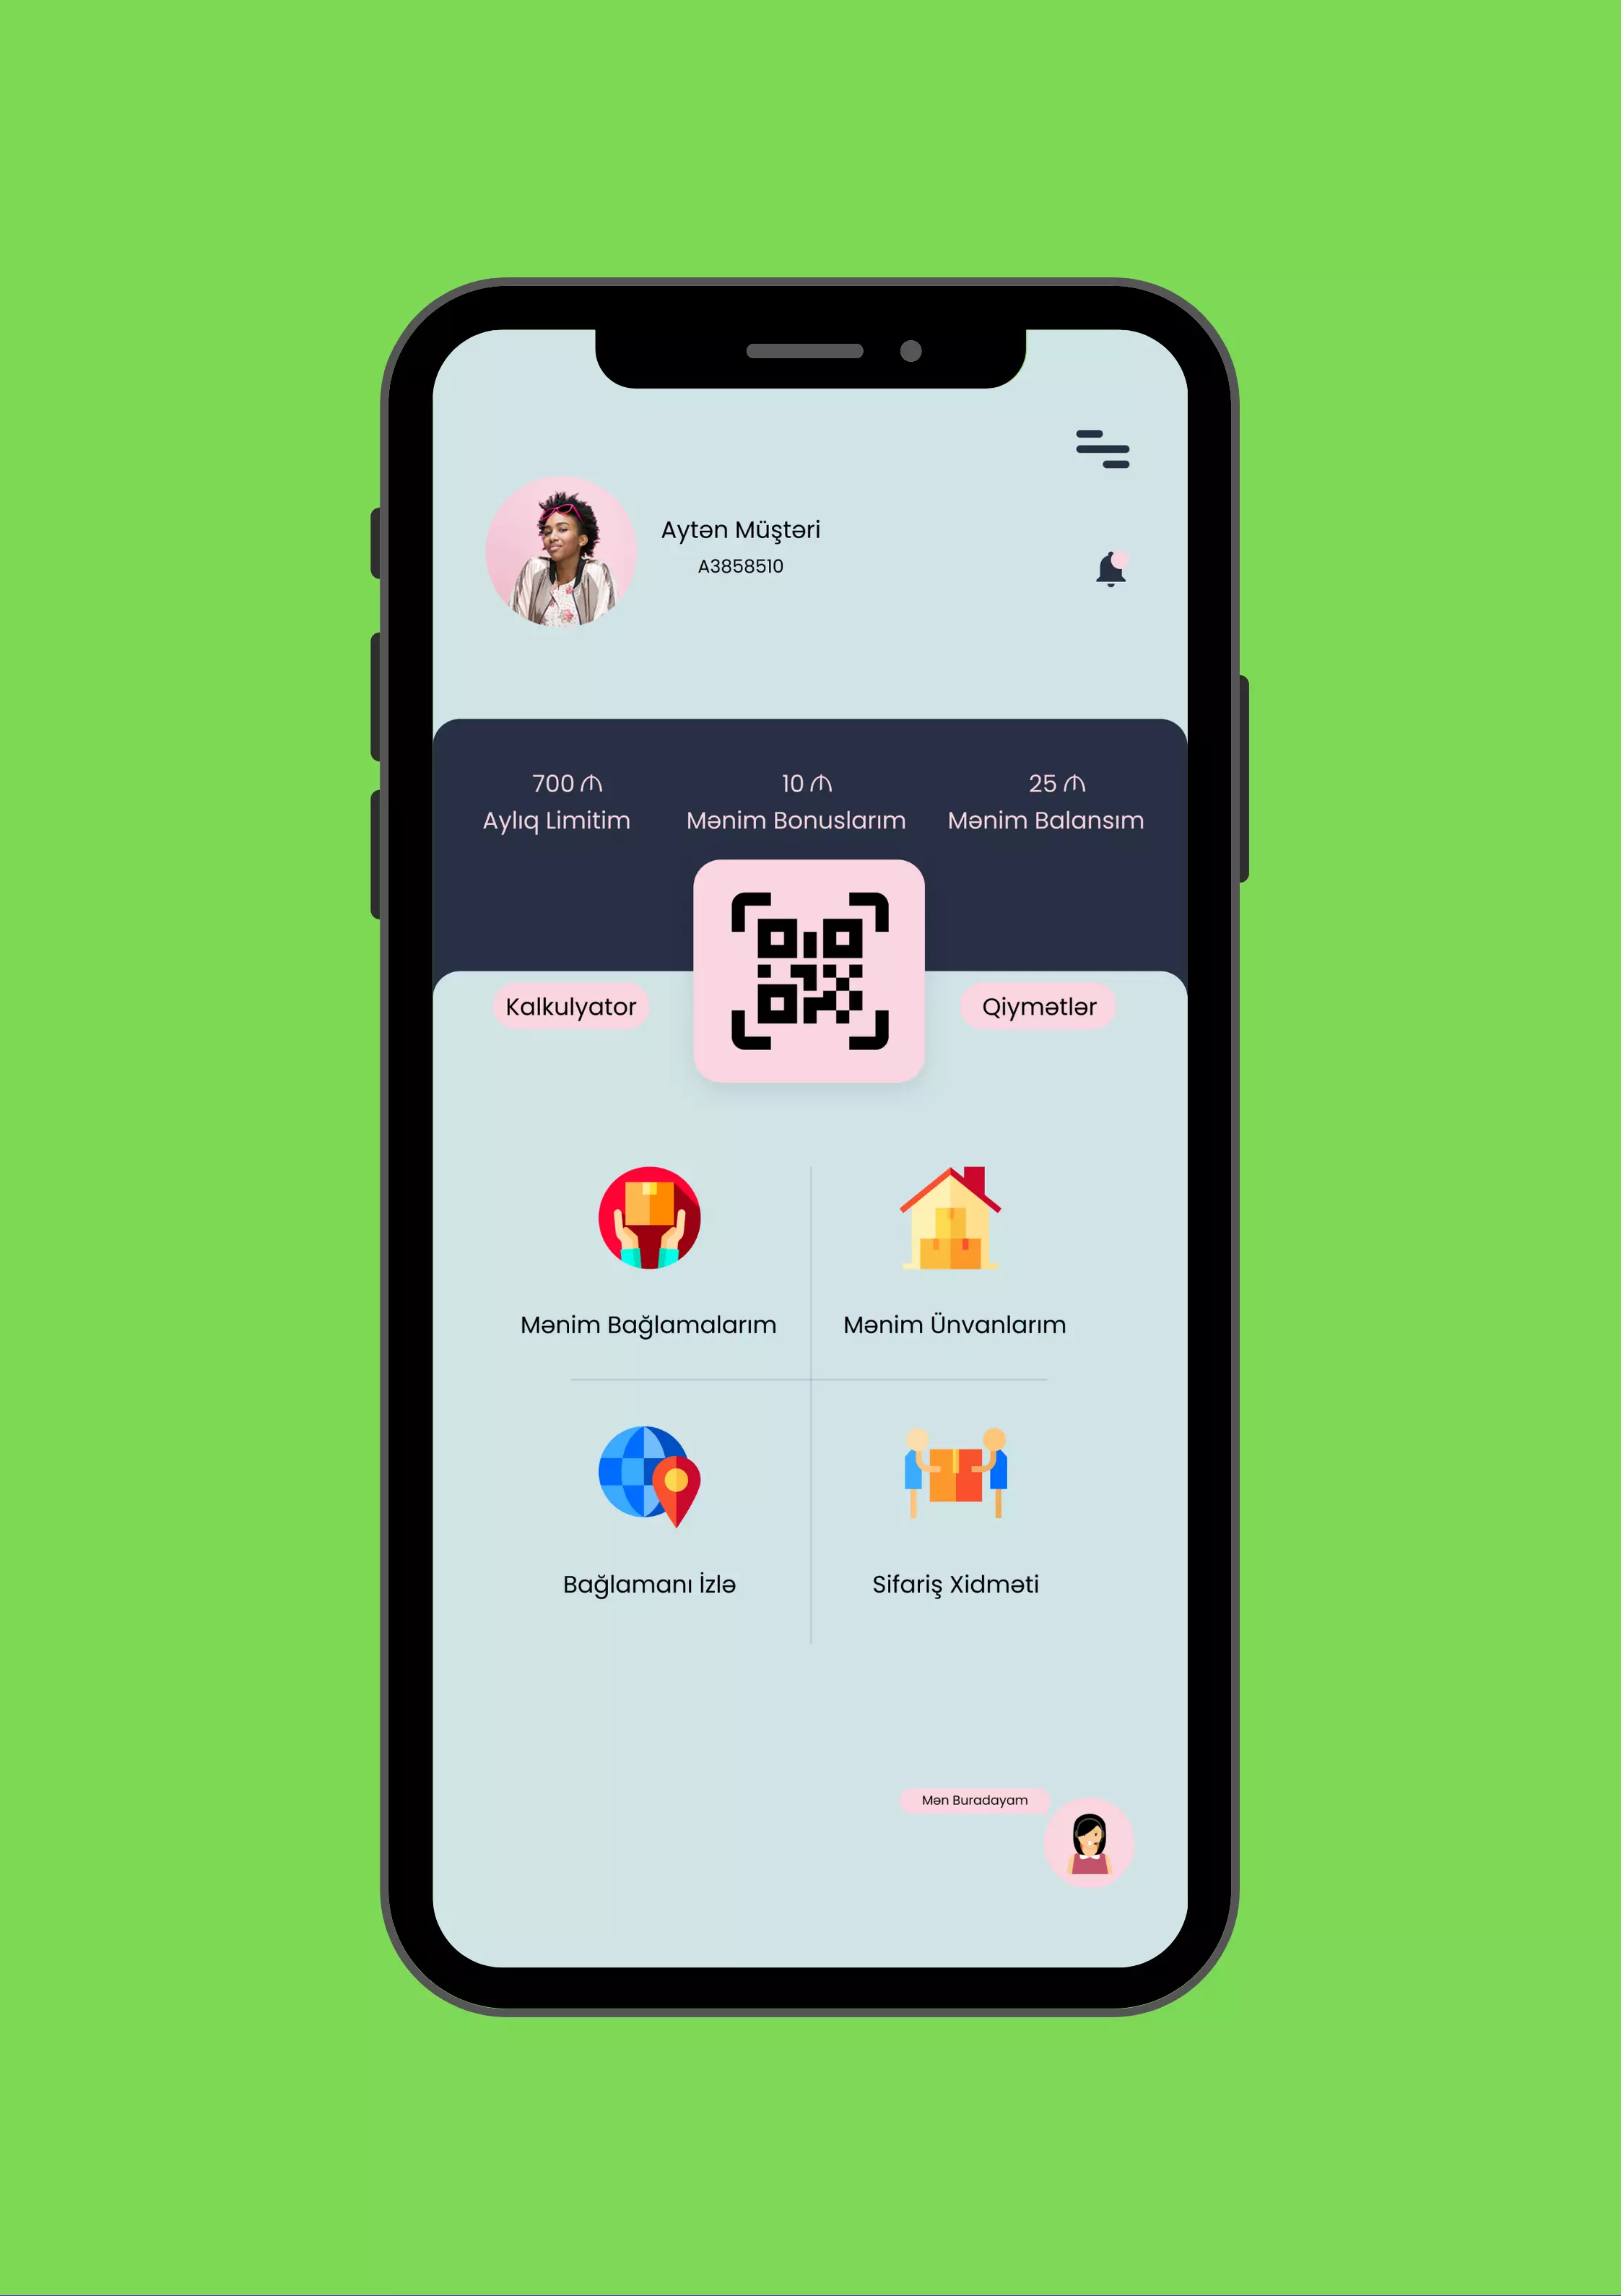 Aytən Müştəri
A3858510
700 ₼
Aylıq Limitim
10 ₼
Mənim Bonuslarım
25 ₼
Mənim Balansım
Kalkulyator
Qiymətlər
Mənim Bağlamalarım
Mənim Ünvanlarım
Bağlamanı İzlə
Sifariş Xidməti
Mən Buradayam